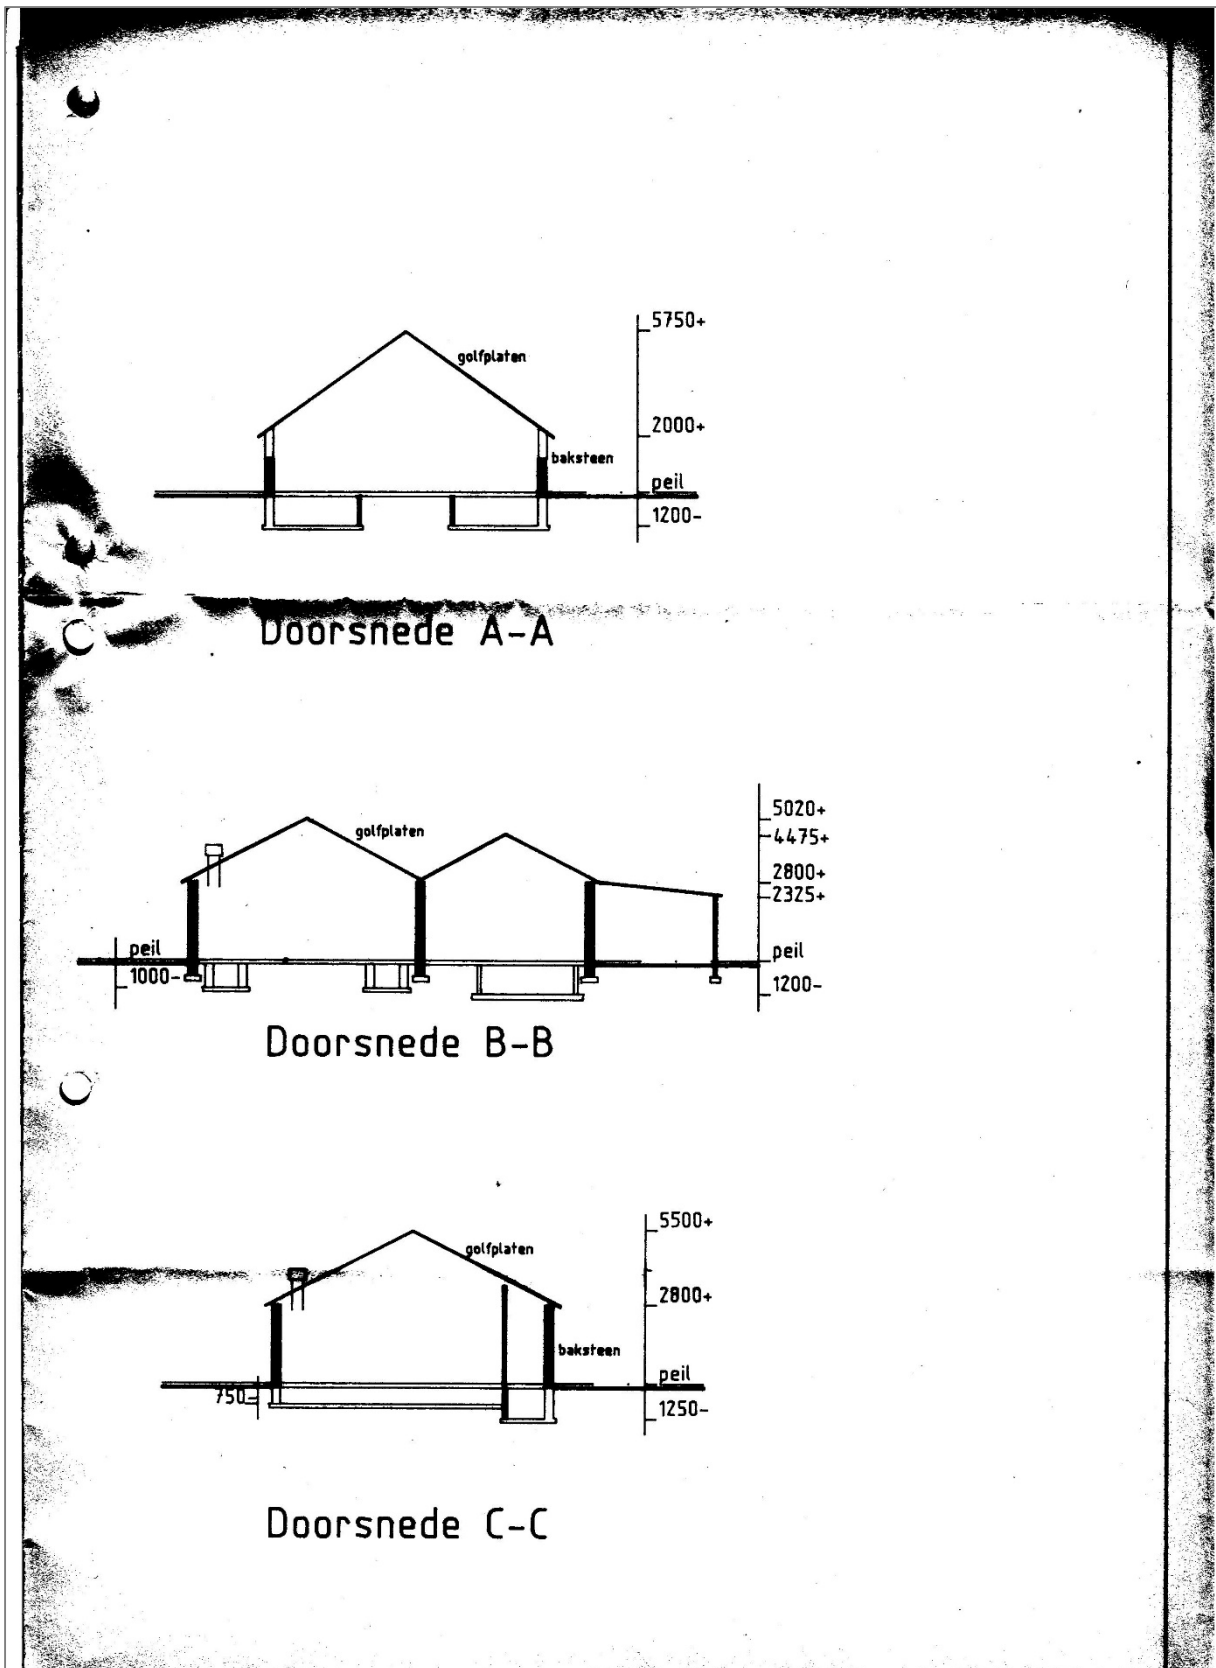 5750+
golfplaten
2000+
baksteen
peil
1200-
Doorsnede A-A
5020+
golfplaten
4475+
2800+
2325+
peil
peil
1000-
1200-
Doorsnede B-B
5500+
golfplaten
2800+
baksteen
peil
750-
1250-
Doorsnede C-C